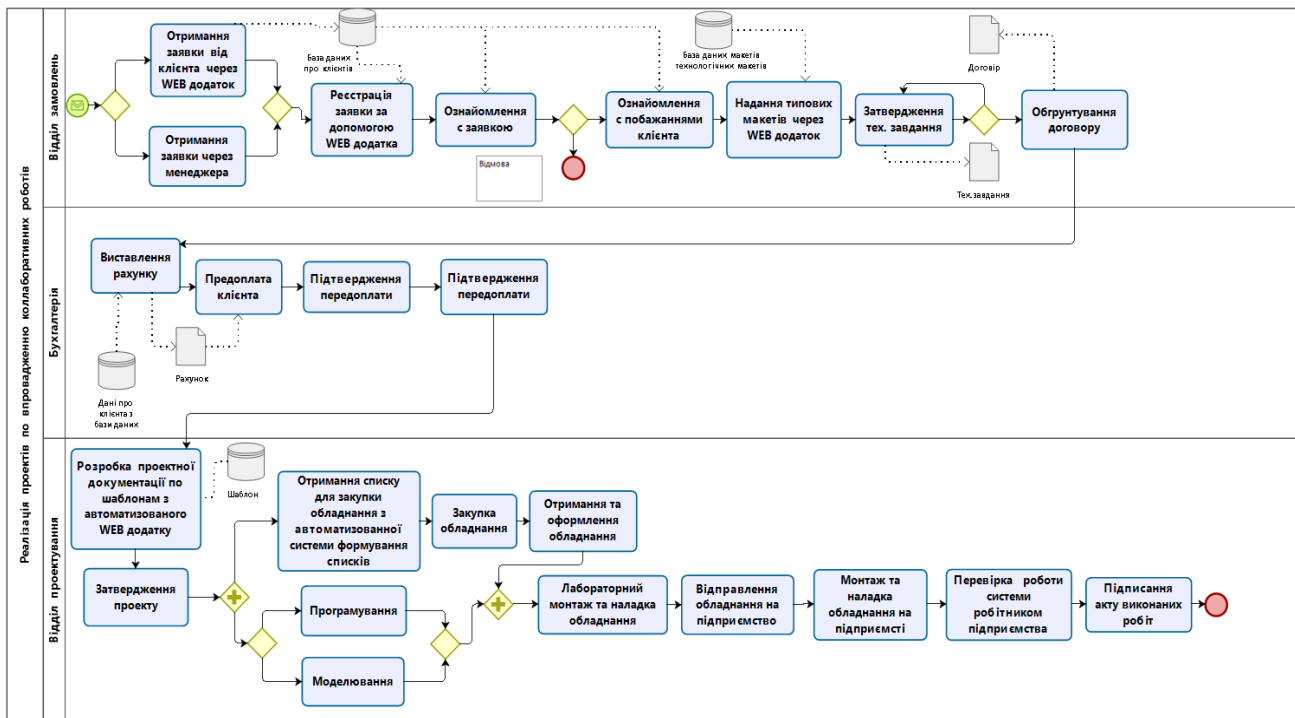 Реалізація проектів по впровадженню коллаборативних роботів
Відділ замовлень
Отримання
заявки від
клієнта через
WEB додаток
Отримання
заявки через
менеджера
База даних
про клієнтів
Реєстрація
заявки за
допомогою
WEB додатка
Ознайомлення
с заявкою
Відмова
Ознайомлення
с побажаннями
клієнта
База даних макетів
технологічних макетів
Надання типових
макетів через
WEB додаток
Затвердження
тех. завдання
Договір
Тех.завдання
Обгрунтування
договору
Бухгалтерія
Виставлення
рахунку
Предоплата
клієнта
Підтвердження
передоплати
Підтвердження
передоплати
Рахунок
Дані про
клієнта з
бази даних
Відділ проектування
Розробка проектної
документації по
шаблонам з
автоматизованого
WEB додатку
Шаблон
Затвердження
проекту
Отримання списку
для закупки
обладнання з
автоматизованної
системи формування
списків
Закупка
обладнання
Отримання та
оформлення
обладнання
Програмування
Моделювання
Лабораторний
монтаж та наладка
обладнання
Відправлення
обладнання на
підприємство
Монтаж та
наладка
обладнання на
підприємсті
Перевірка роботи
системи
робітником
підприємства
Підписання
акту виконаних
робіт